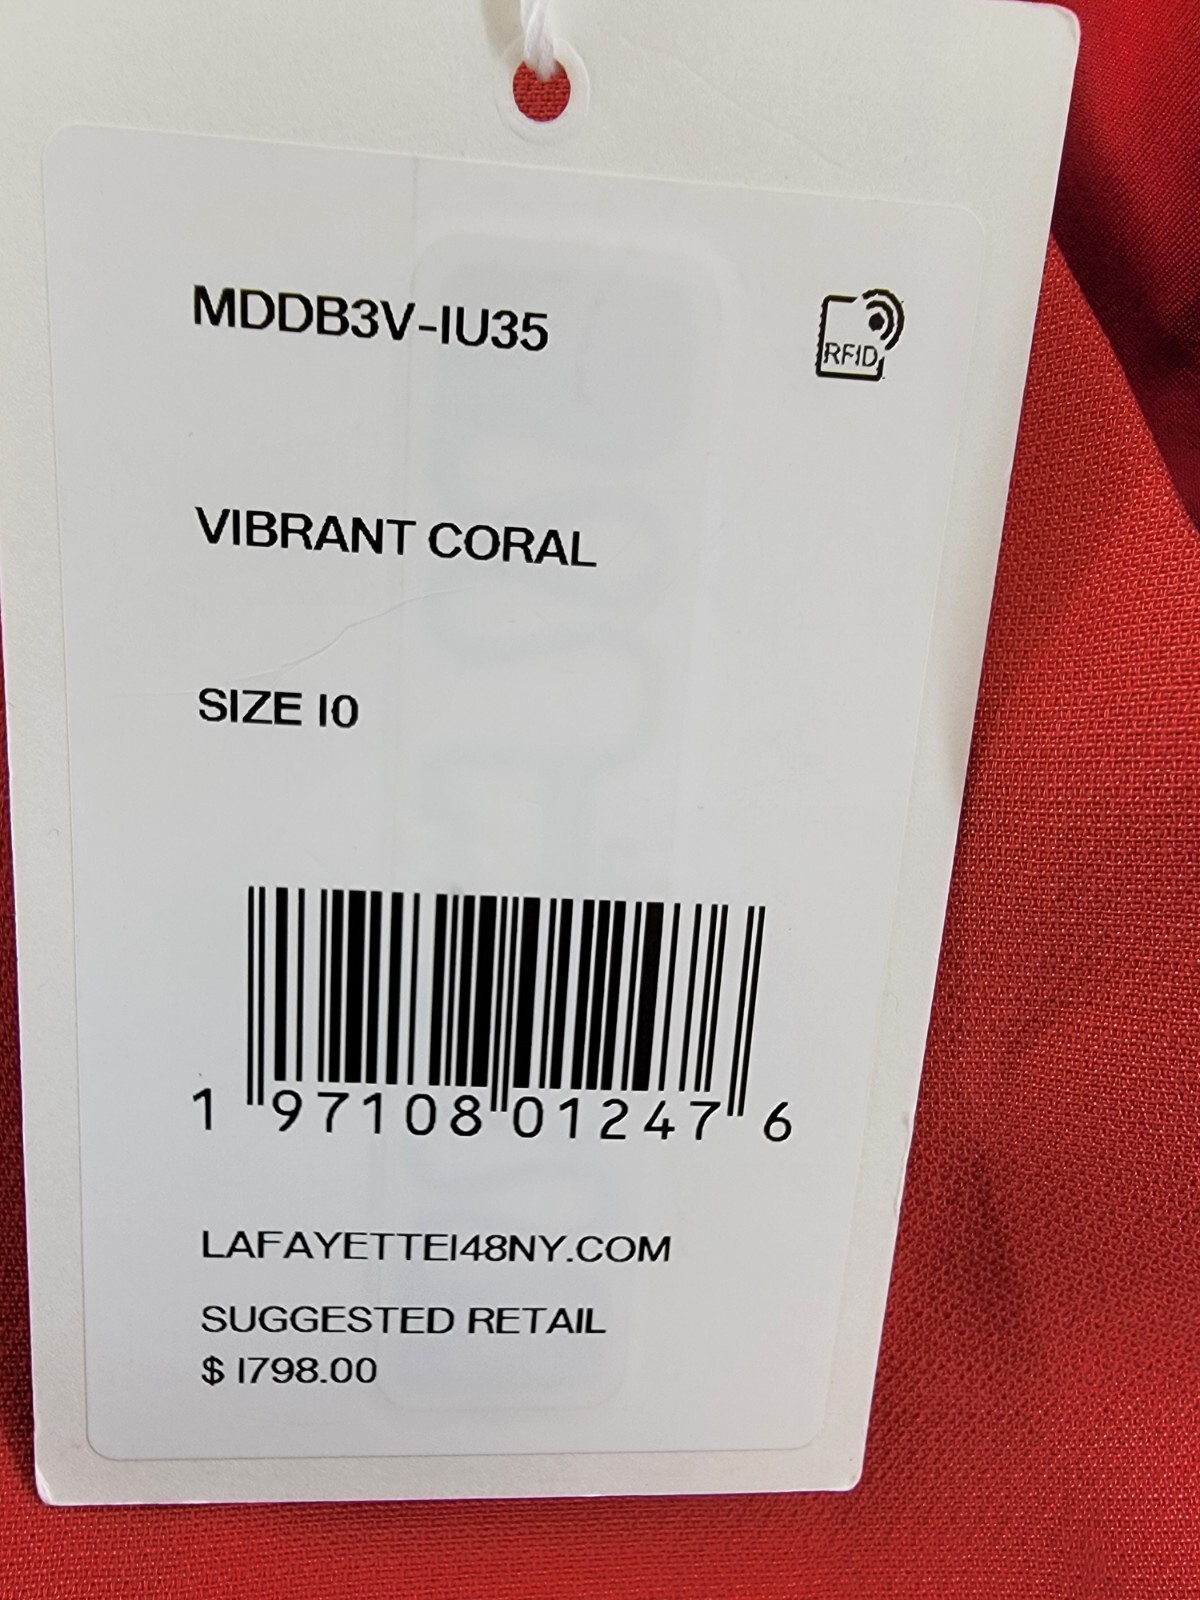 MDDB3V-IU35
RFID
VIBRANT CORAL
SIZE 10
1 97108 01247 6
LAFAYETTE148NY.COM
SUGGESTED RETAIL
$ 1798.00